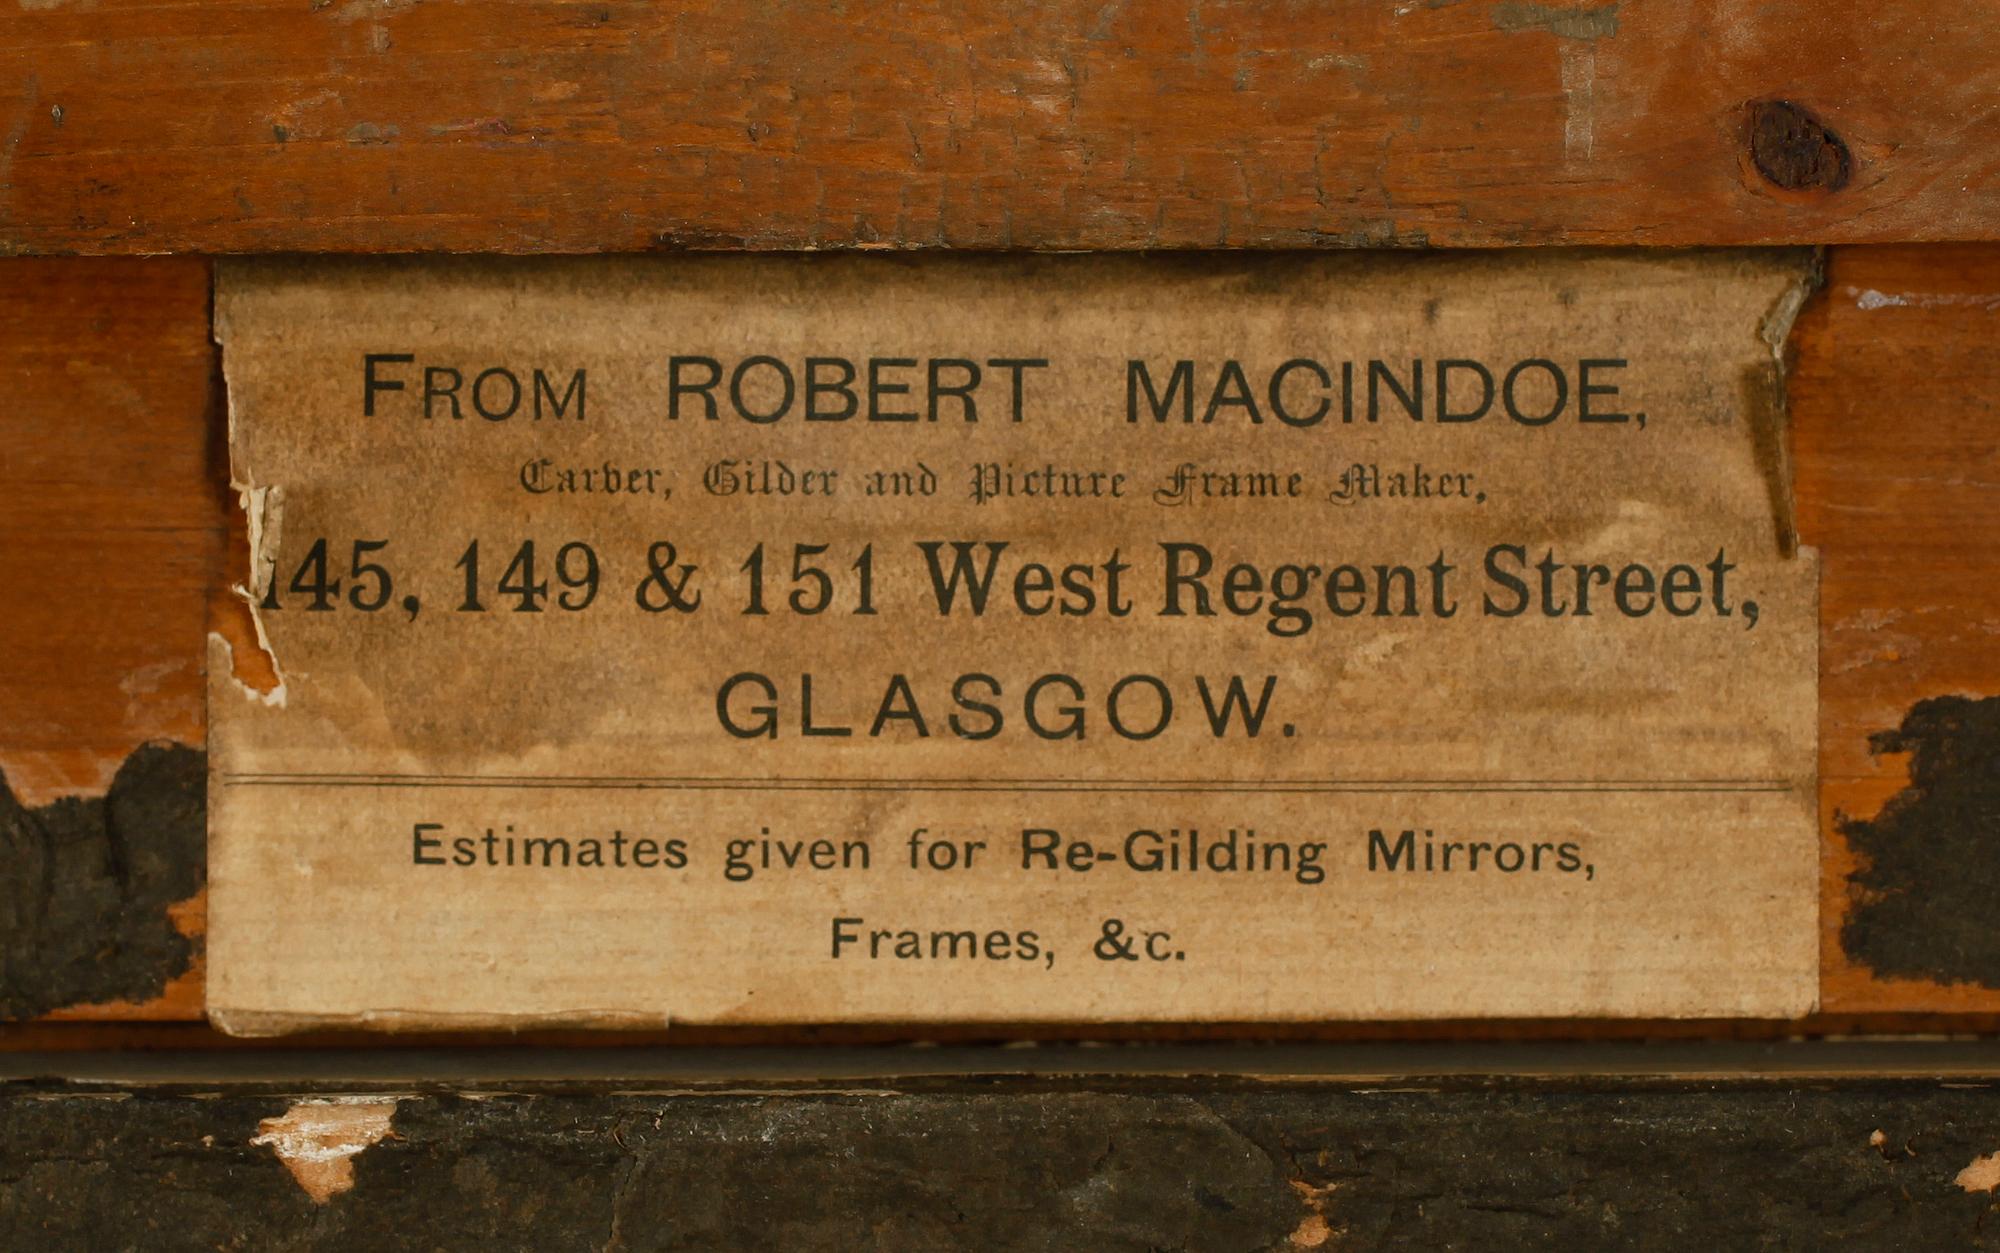 From ROBERT MACINDOE,
Carver, Gilder and Picture Frame Maker,
145, 149 & 151 West Regent Street,
GLASGOW.
Estimates given for Re-Gilding Mirrors,
Frames, &c.